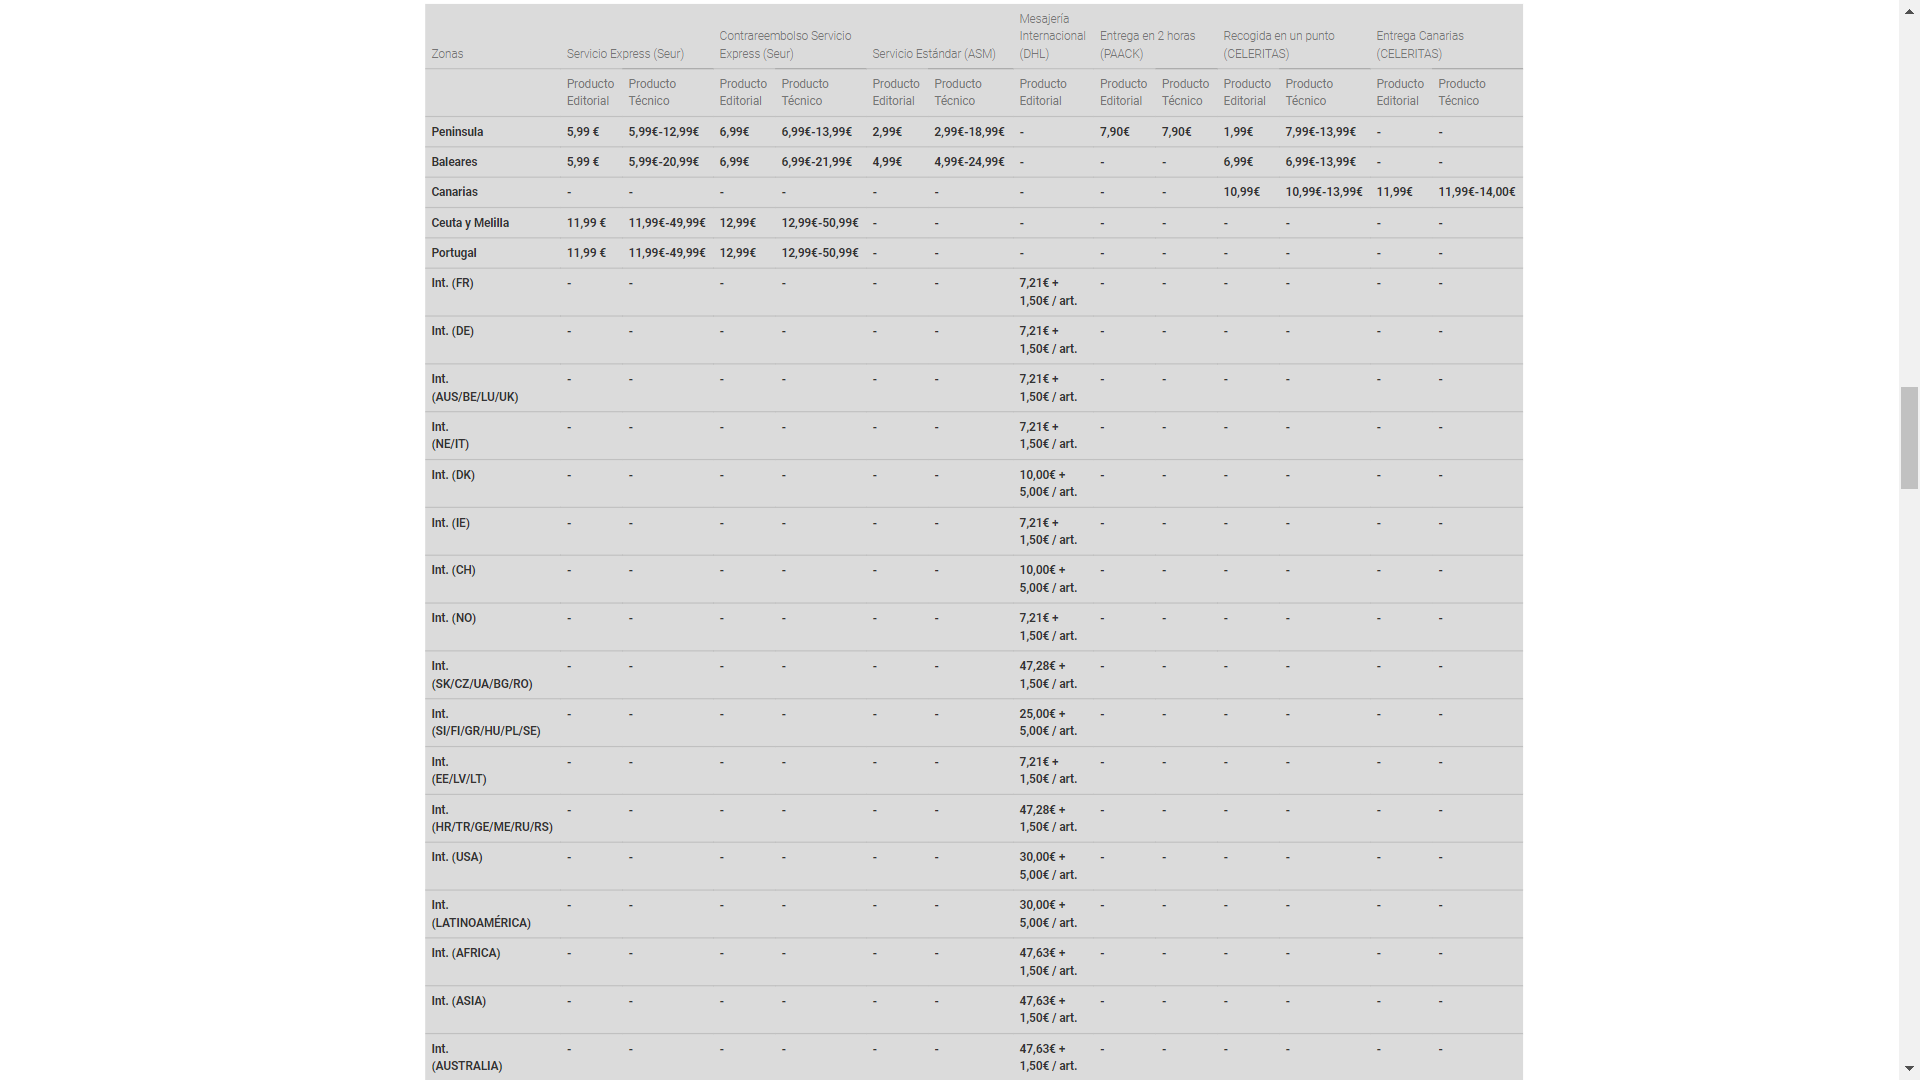 Zonas Servicio Express (Seur) Contrareembolso Servicio Express (Seur) Servicio Estándar (ASM) Mesajería Internacional (DHL) Entrega en 2 horas (PAACK) Recogida en un punto (CELERITAS) Entrega Canarias (CELERITAS)
Producto Editorial Producto Técnico Producto Editorial Producto Técnico Producto Editorial Producto Técnico Producto Editorial Producto Editorial Producto Técnico Producto Editorial Producto Técnico Producto Editorial Producto Técnico
Peninsula 5,99 € 5,99€-12,99€ 6,99€ 6,99€-13,99€ 2,99€ 2,99€-18,99€ - 7,90€ 7,90€ 1,99€ 7,99€-13,99€ - -
Baleares 5,99 € 5,99€-20,99€ 6,99€ 6,99€-21,99€ 4,99€ 4,99€-24,99€ - - - 6,99€ 6,99€-13,99€ - -
Canarias - - - - - - - - - 10,99€ 10,99€-13,99€ 11,99€ 11,99€-14,00€
Ceuta y Melilla 11,99 € 11,99€-49,99€ 12,99€ 12,99€-50,99€ - - - - - - - - -
Portugal 11,99 € 11,99€-49,99€ 12,99€ 12,99€-50,99€ - - - - - - - - -
Int. (FR) - - - - - - 7,21€ + 1,50€ / art. - - - - - -
Int. (DE) - - - - - - 7,21€ + 1,50€ / art. - - - - - -
Int. (AUS/BE/LU/UK) - - - - - - 7,21€ + 1,50€ / art. - - - - - -
Int. (NE/IT) - - - - - - 7,21€ + 1,50€ / art. - - - - - -
Int. (DK) - - - - - - 10,00€ + 5,00€ / art. - - - - - -
Int. (IE) - - - - - - 7,21€ + 1,50€ / art. - - - - - -
Int. (CH) - - - - - - 10,00€ + 5,00€ / art. - - - - - -
Int. (NO) - - - - - - 7,21€ + 1,50€ / art. - - - - - -
Int. (SK/CZ/UA/BG/RO) - - - - - - 47,28€ + 1,50€ / art. - - - - - -
Int. (SI/FI/GR/HU/PL/SE) - - - - - - 25,00€ + 5,00€ / art. - - - - - -
Int. (EE/LV/LT) - - - - - - 7,21€ + 1,50€ / art. - - - - - -
Int. (HR/TR/GE/ME/RU/RS) - - - - - - 47,28€ + 1,50€ / art. - - - - - -
Int. (USA) - - - - - - 30,00€ + 5,00€ / art. - - - - - -
Int. (LATINOAMÉRICA) - - - - - - 30,00€ + 5,00€ / art. - - - - - -
Int. (AFRICA) - - - - - - 47,63€ + 1,50€ / art. - - - - - -
Int. (ASIA) - - - - - - 47,63€ + 1,50€ / art. - - - - - -
Int. (AUSTRALIA) - - - - - - 47,63€ + 1,50€ / art. - - - - - -